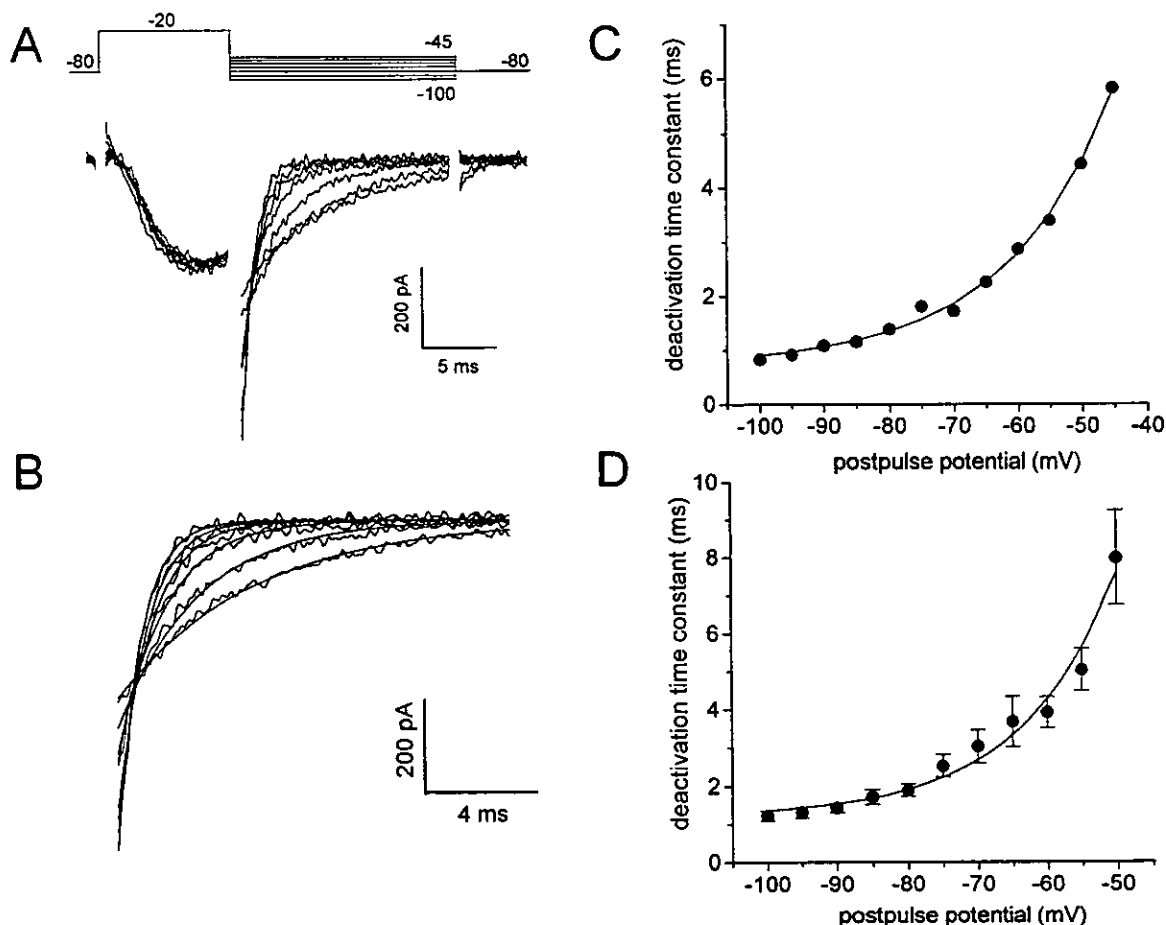 A
-80
-20
-45
-80
-100
200 pA
5 ms
B
200 pA
4 ms
C
deactivation time constant (ms)
6
4
2
0
-100 -90 -80 -70 -60 -50 -40
postpulse potential (mV)
D
deactivation time constant (ms)
10
8
6
4
2
0
-100 -90 -80 -70 -60 -50
postpulse potential (mV)